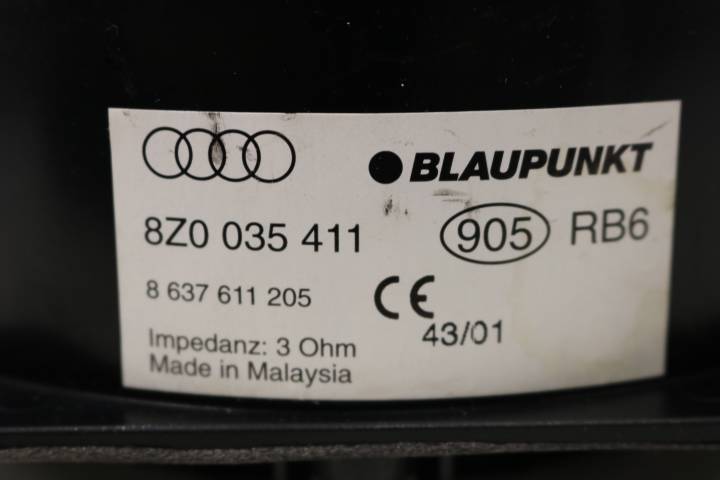 BLAUPUNKT
8Z0 035 411 905 RB6
8 637 611 205 CE
43/01
Impedanz: 3 Ohm
Made in Malaysia